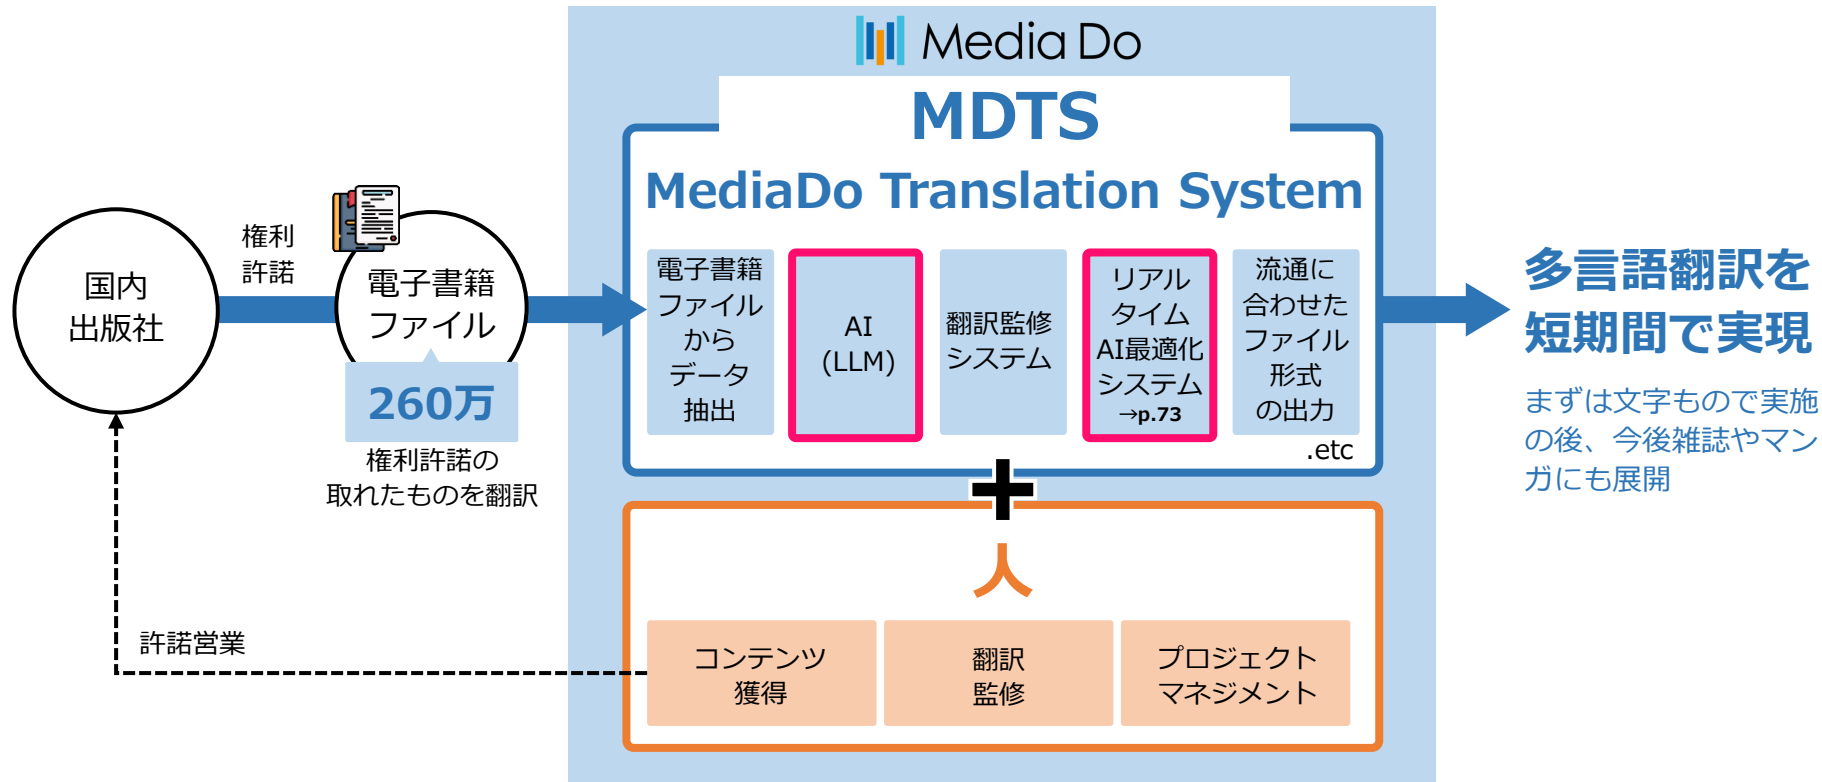 Media Do
MDTS
MediaDo Translation System
国内
出版社
権利
許諾
電子書籍
ファイル
260万
権利許諾の
取れたものを翻訳
電子書籍
ファイル
から
データ
抽出
AI
(LLM)
翻訳監修
システム
リアル
タイム
AI最適化
システム
→p.73
流通に
合わせた
ファイル
形式
の出力
.etc
人
コンテンツ
獲得
翻訳
監修
プロジェクト
マネジメント
許諾営業
多言語翻訳を
短期間で実現
まずは文字もので実施
の後、今後雑誌やマン
ガにも展開